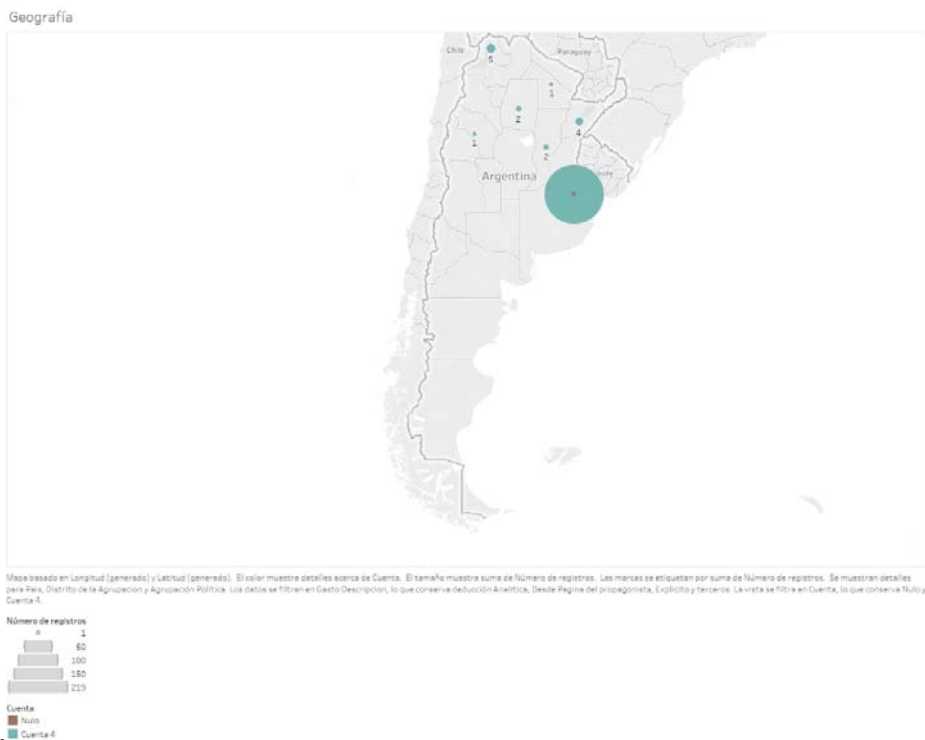 Geografía
Chile
Paraguay
5
1
2
4
1
2
Argentina
Mapa basado en Longitud (generado) y Latitud (generado). El color muestra detalles acerca de Cuenta. El tamaño muestra suma de Número de registros. Las marcas se etiquetan por suma de Número de registros. Se muestran detalles
para País, Distrito de la Agrupacion y Agrupación Política. Los datos se filtran en Gasto Descripcion, lo que conserva deducción Analítica, Desde Pagina del propagonista, Explícito y terceros. La vista se filtra en Cuenta, lo que conserva Nulo y
Cuenta 4.
Número de registros
1
50
100
150
219
Cuenta
Nulo
Cuenta 4